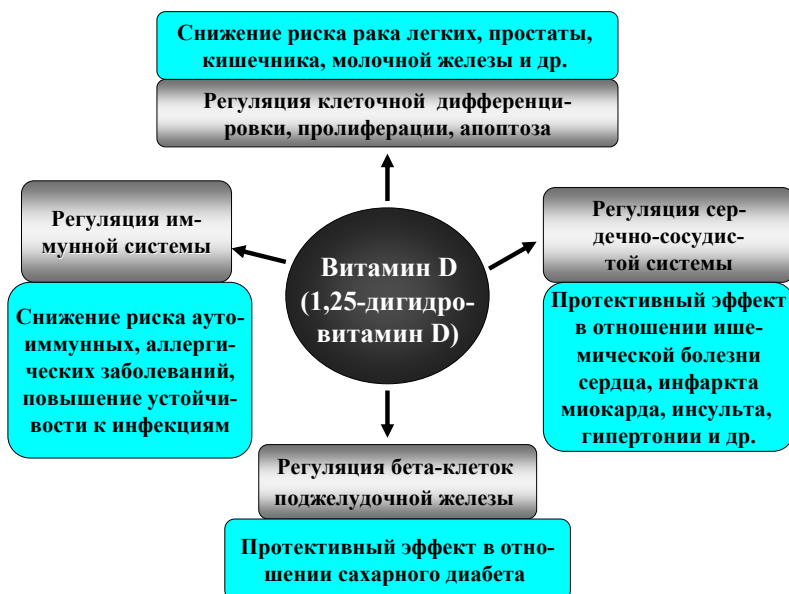 Снижение риска рака легких, простаты,
кишечника, молочной железы и др.
Регуляция клеточной дифференци-
ровки, пролиферации, апоптоза
Регуляция им-
мунной системы
Снижение риска ауто-
иммунных, аллерги-
ческих заболеваний,
повышение устойчи-
вости к инфекциям
Витамин D
(1,25-дигидро-
витамин D)
Регуляция сер-
дечно-сосудис-
той системы
Протективный эффект
в отношении ише-
мической болезни
сердца, инфаркта
миокарда, инсульта,
гипертонии и др.
Регуляция бета-клеток
поджелудочной железы
Протективный эффект в отно-
шении сахарного диабета